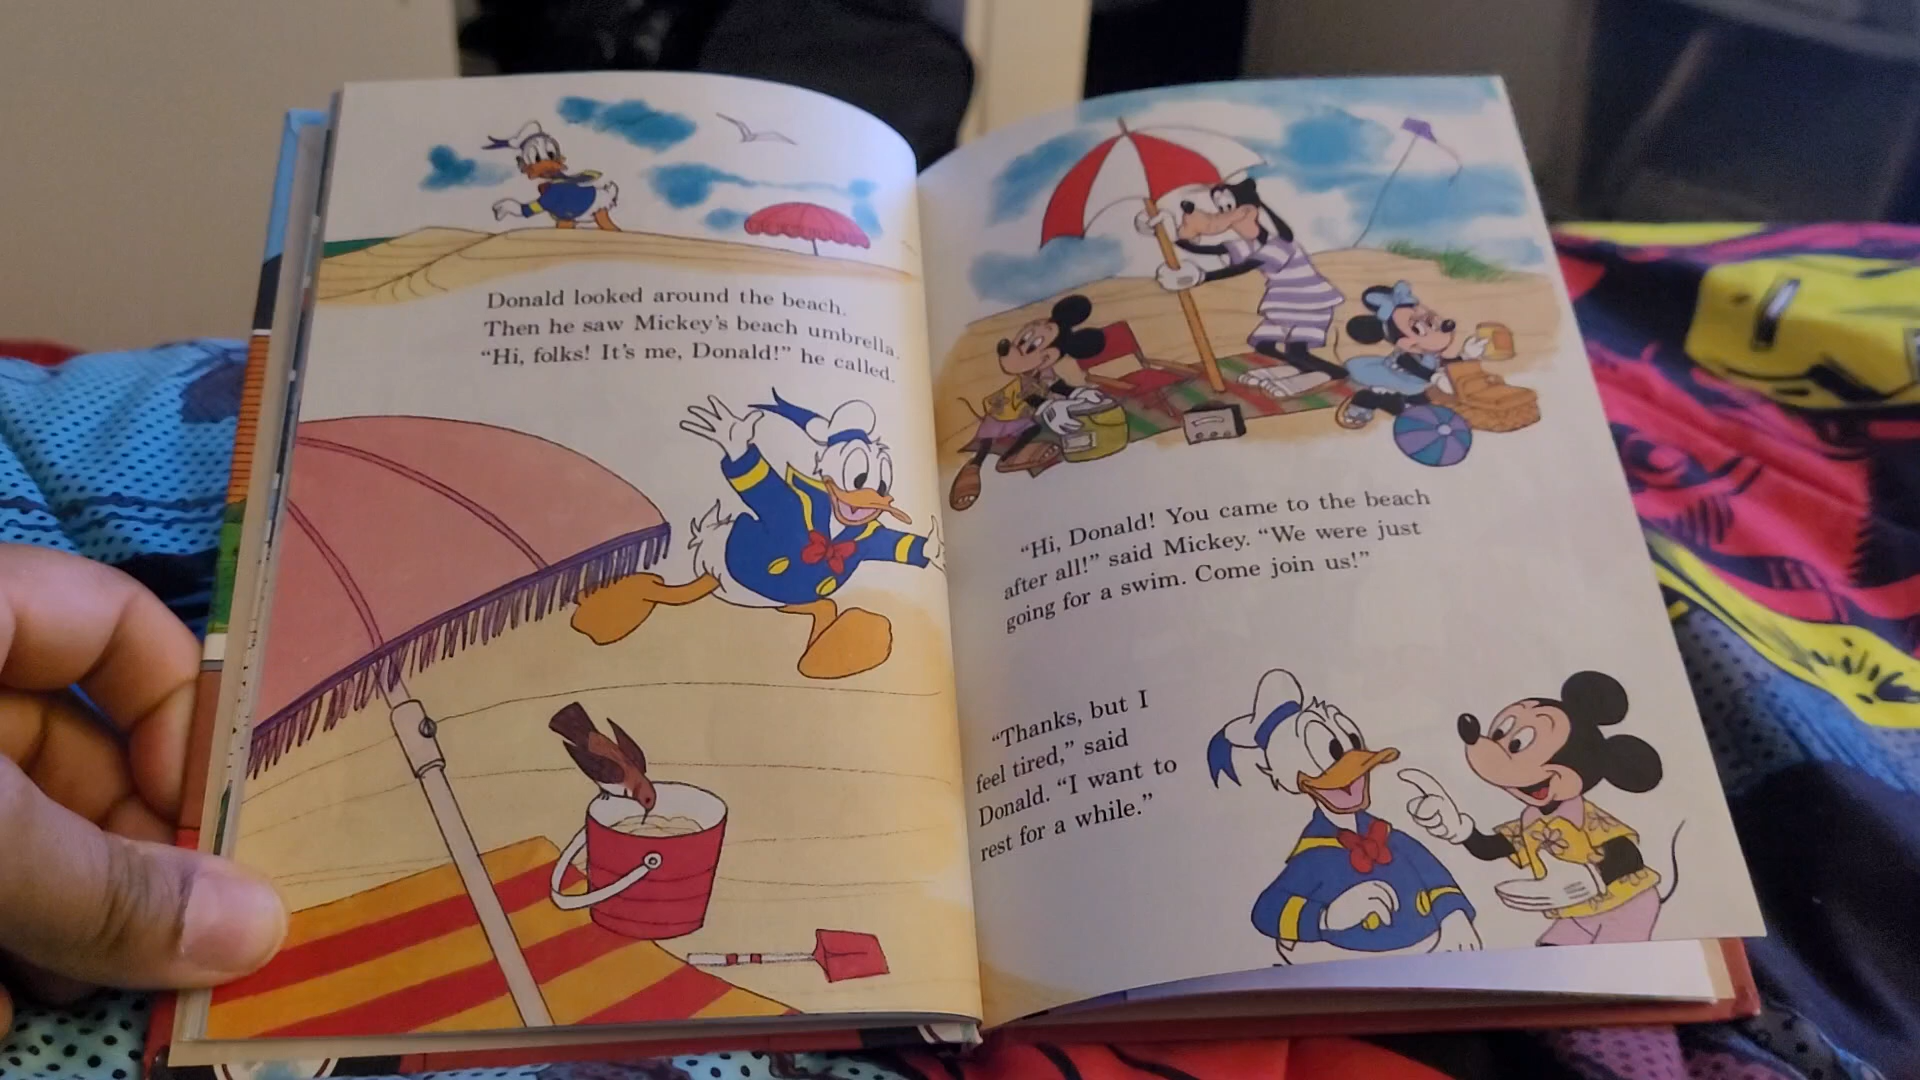 Donald looked around the beach.
Then he saw Mickey's beach umbrella.
“Hi, folks! It's me, Donald!” he called.
“Hi, Donald! You came to the beach
after all!” said Mickey. “We were just
going for a swim. Come join us!”
“Thanks, but I
feel tired,” said
Donald. “I want to
rest for a while.”